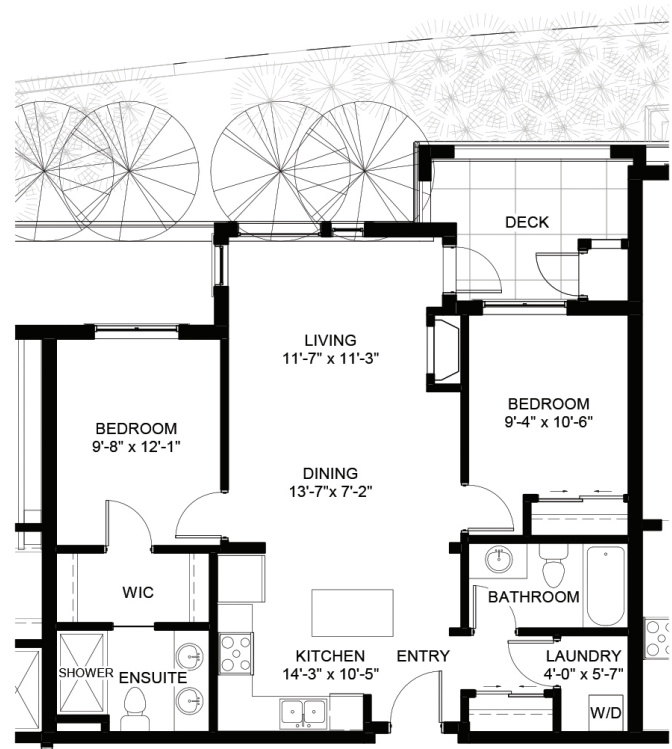 DECK
LIVING
11'-7" x 11'-3"
BEDROOM
9'-8" x 12'-1"
BEDROOM
9'-4" x 10'-6"
DINING
13'-7"x 7'-2"
WIC
BATHROOM
SHOWER
ENSUITE
KITCHEN
14'-3" x 10'-5"
ENTRY
LAUNDRY
4'-0" x 5'-7"
W/D